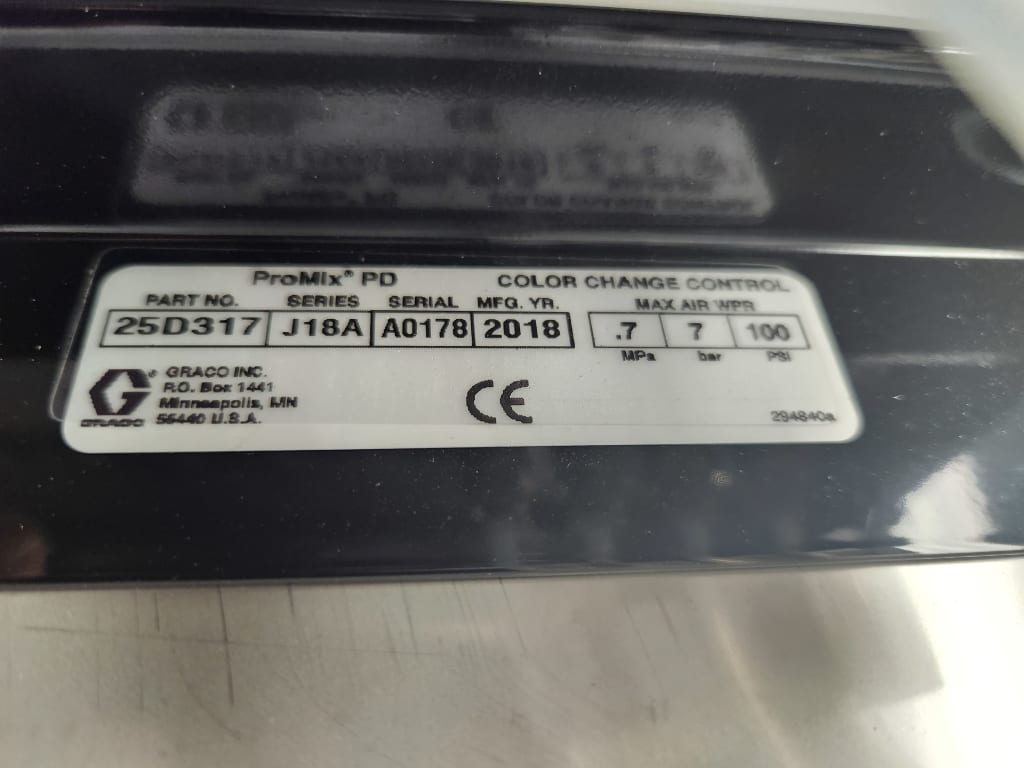 ProMix® PD COLOR CHANGE CONTROL
PART NO. SERIES SERIAL MFG. YR. MAX AIR WPR
25D317 J18A A0178 2018 .7 7 100
MPa bar PSI
GRACO INC.
P.O. Box 1441
Minneapolis, MN
55440 U.S.A.
GRACO
CE
294840a